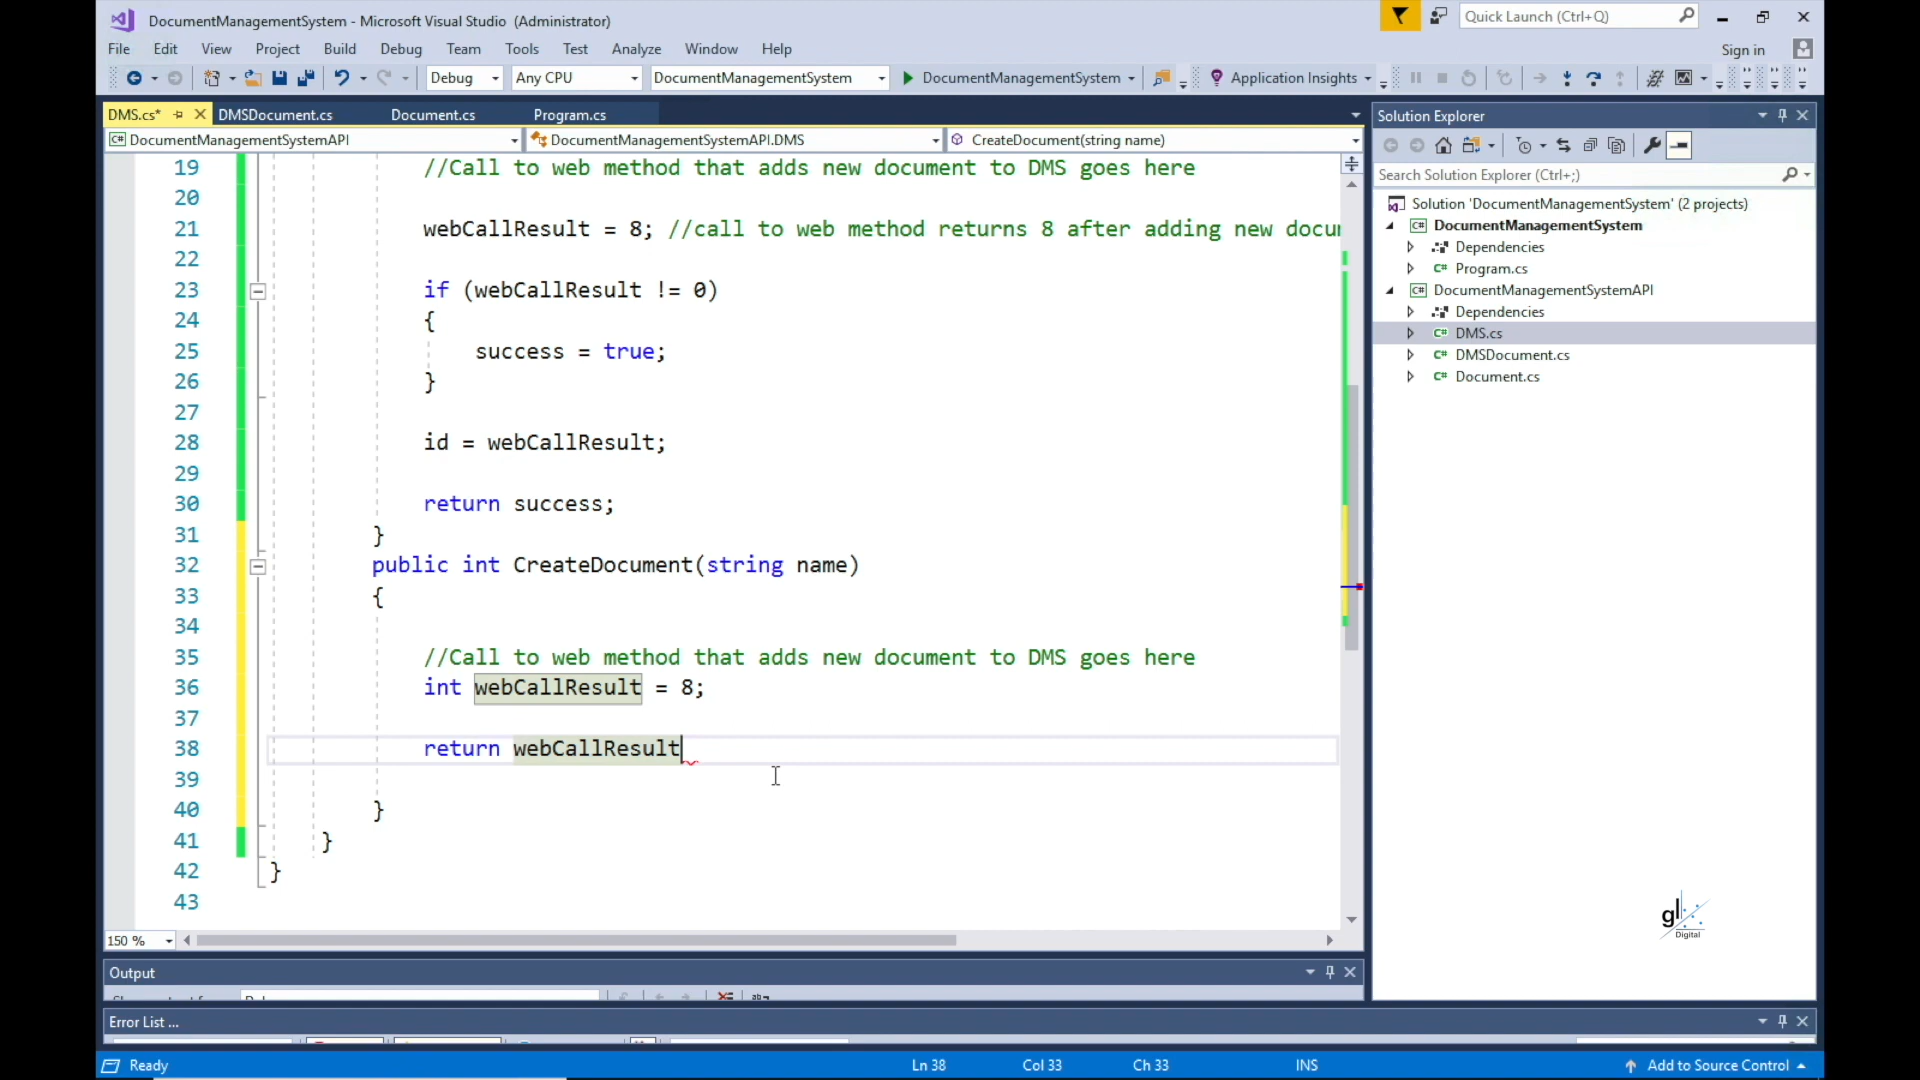 DocumentManagementSystem - Microsoft Visual Studio (Administrator)
Quick Launch (Ctrl+Q)
File Edit View Project Build Debug Team Tools Test Analyze Window Help
Sign in
Debug Any CPU DocumentManagementSystem DocumentManagementSystem Application Insights
DMS.cs* DMSDocument.cs Document.cs Program.cs
DocumentManagementSystemAPI DocumentManagementSystemAPI.DMS CreateDocument(string name)
19 //Call to web method that adds new document to DMS goes here
20
21 webCallResult = 8; //call to web method returns 8 after adding new docu
22
23 if (webCallResult != 0)
24 {
25 success = true;
26 }
27
28 id = webCallResult;
29
30 return success;
31 }
32 public int CreateDocument(string name)
33 {
34
35 //Call to web method that adds new document to DMS goes here
36 int webCallResult = 8;
37
38 return webCallResult
39
40 }
41 }
42 }
43
150 %
Output
Error List ...
Ready Ln 38 Col 33 Ch 33 INS Add to Source Control
Solution Explorer
Search Solution Explorer (Ctrl+;)
Solution 'DocumentManagementSystem' (2 projects)
C# DocumentManagementSystem
Dependencies
C# Program.cs
C# DocumentManagementSystemAPI
Dependencies
C# DMS.cs
C# DMSDocument.cs
C# Document.cs
gl
Digital